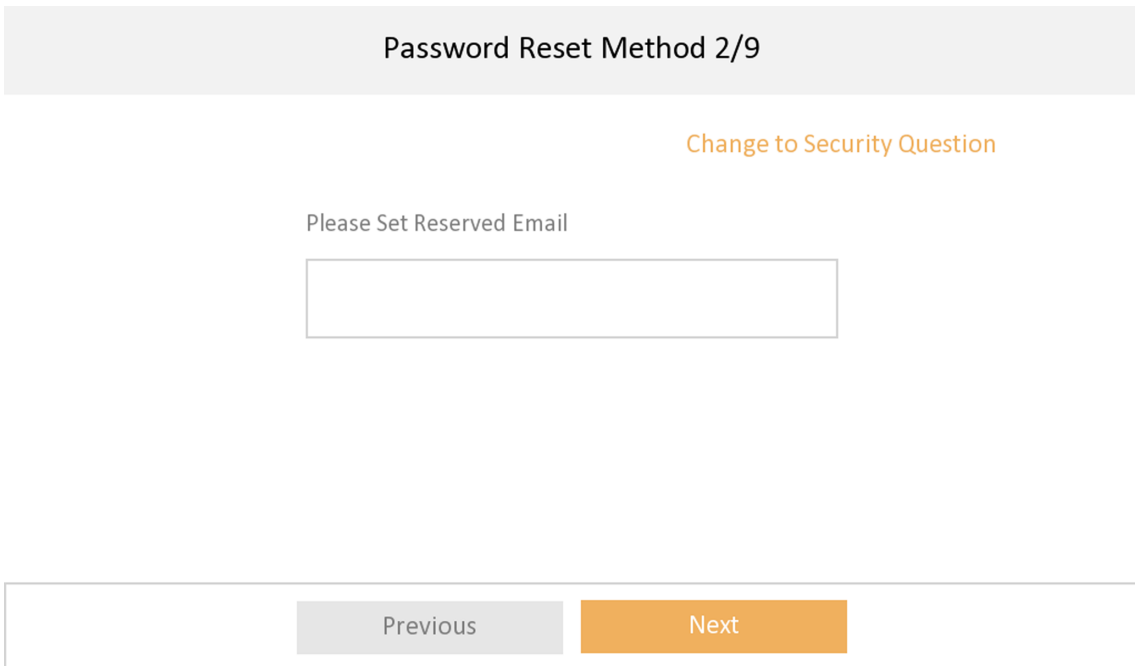 Password Reset Method 2/9
Change to Security Question
Please Set Reserved Email
Previous
Next